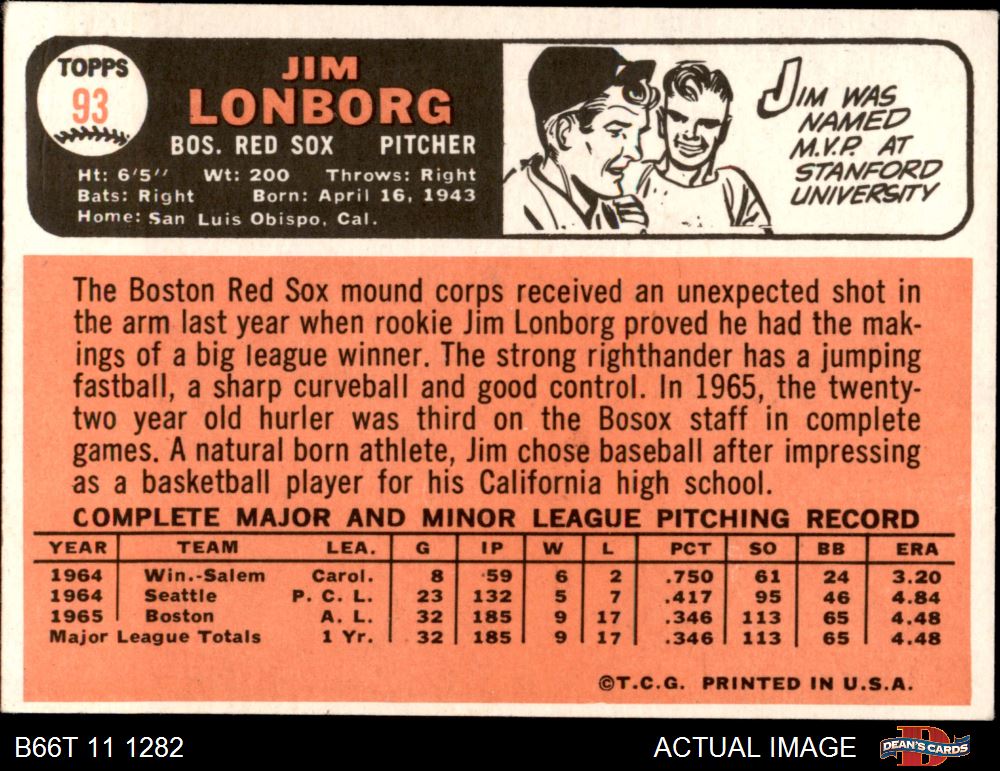 TOPPS
93
JIM
LONBORG
BOS. RED SOX PITCHER
Ht: 6'5" Wt: 200 Throws: Right
Bats: Right Born: April 16, 1943
Home: San Luis Obispo, Cal.
JIM WAS
NAMED
M.V.P. AT
STANFORD
UNIVERSITY
The Boston Red Sox mound corps received an unexpected shot in
the arm last year when rookie Jim Lonborg proved he had the mak-
ings of a big league winner. The strong righthander has a jumping
fastball, a sharp curveball and good control. In 1965, the twenty-
two year old hurler was third on the Bosox staff in complete
games. A natural born athlete, Jim chose baseball after impressing
as a basketball player for his California high school.
COMPLETE MAJOR AND MINOR LEAGUE PITCHING RECORD
YEAR TEAM LEA. G IP W L PCT SO BB ERA
1964 Win.-Salem Carol. 8 59 6 2 .750 61 24 3.20
1964 Seattle P. C. L. 23 132 5 7 .417 95 46 4.84
1965 Boston A. L. 32 185 9 17 .346 113 65 4.48
Major League Totals 1 Yr. 32 185 9 17 .346 113 65 4.48
©T.C.G. PRINTED IN U.S.A.
B66T 11 1282 ACTUAL IMAGE DEAN'S CARDS